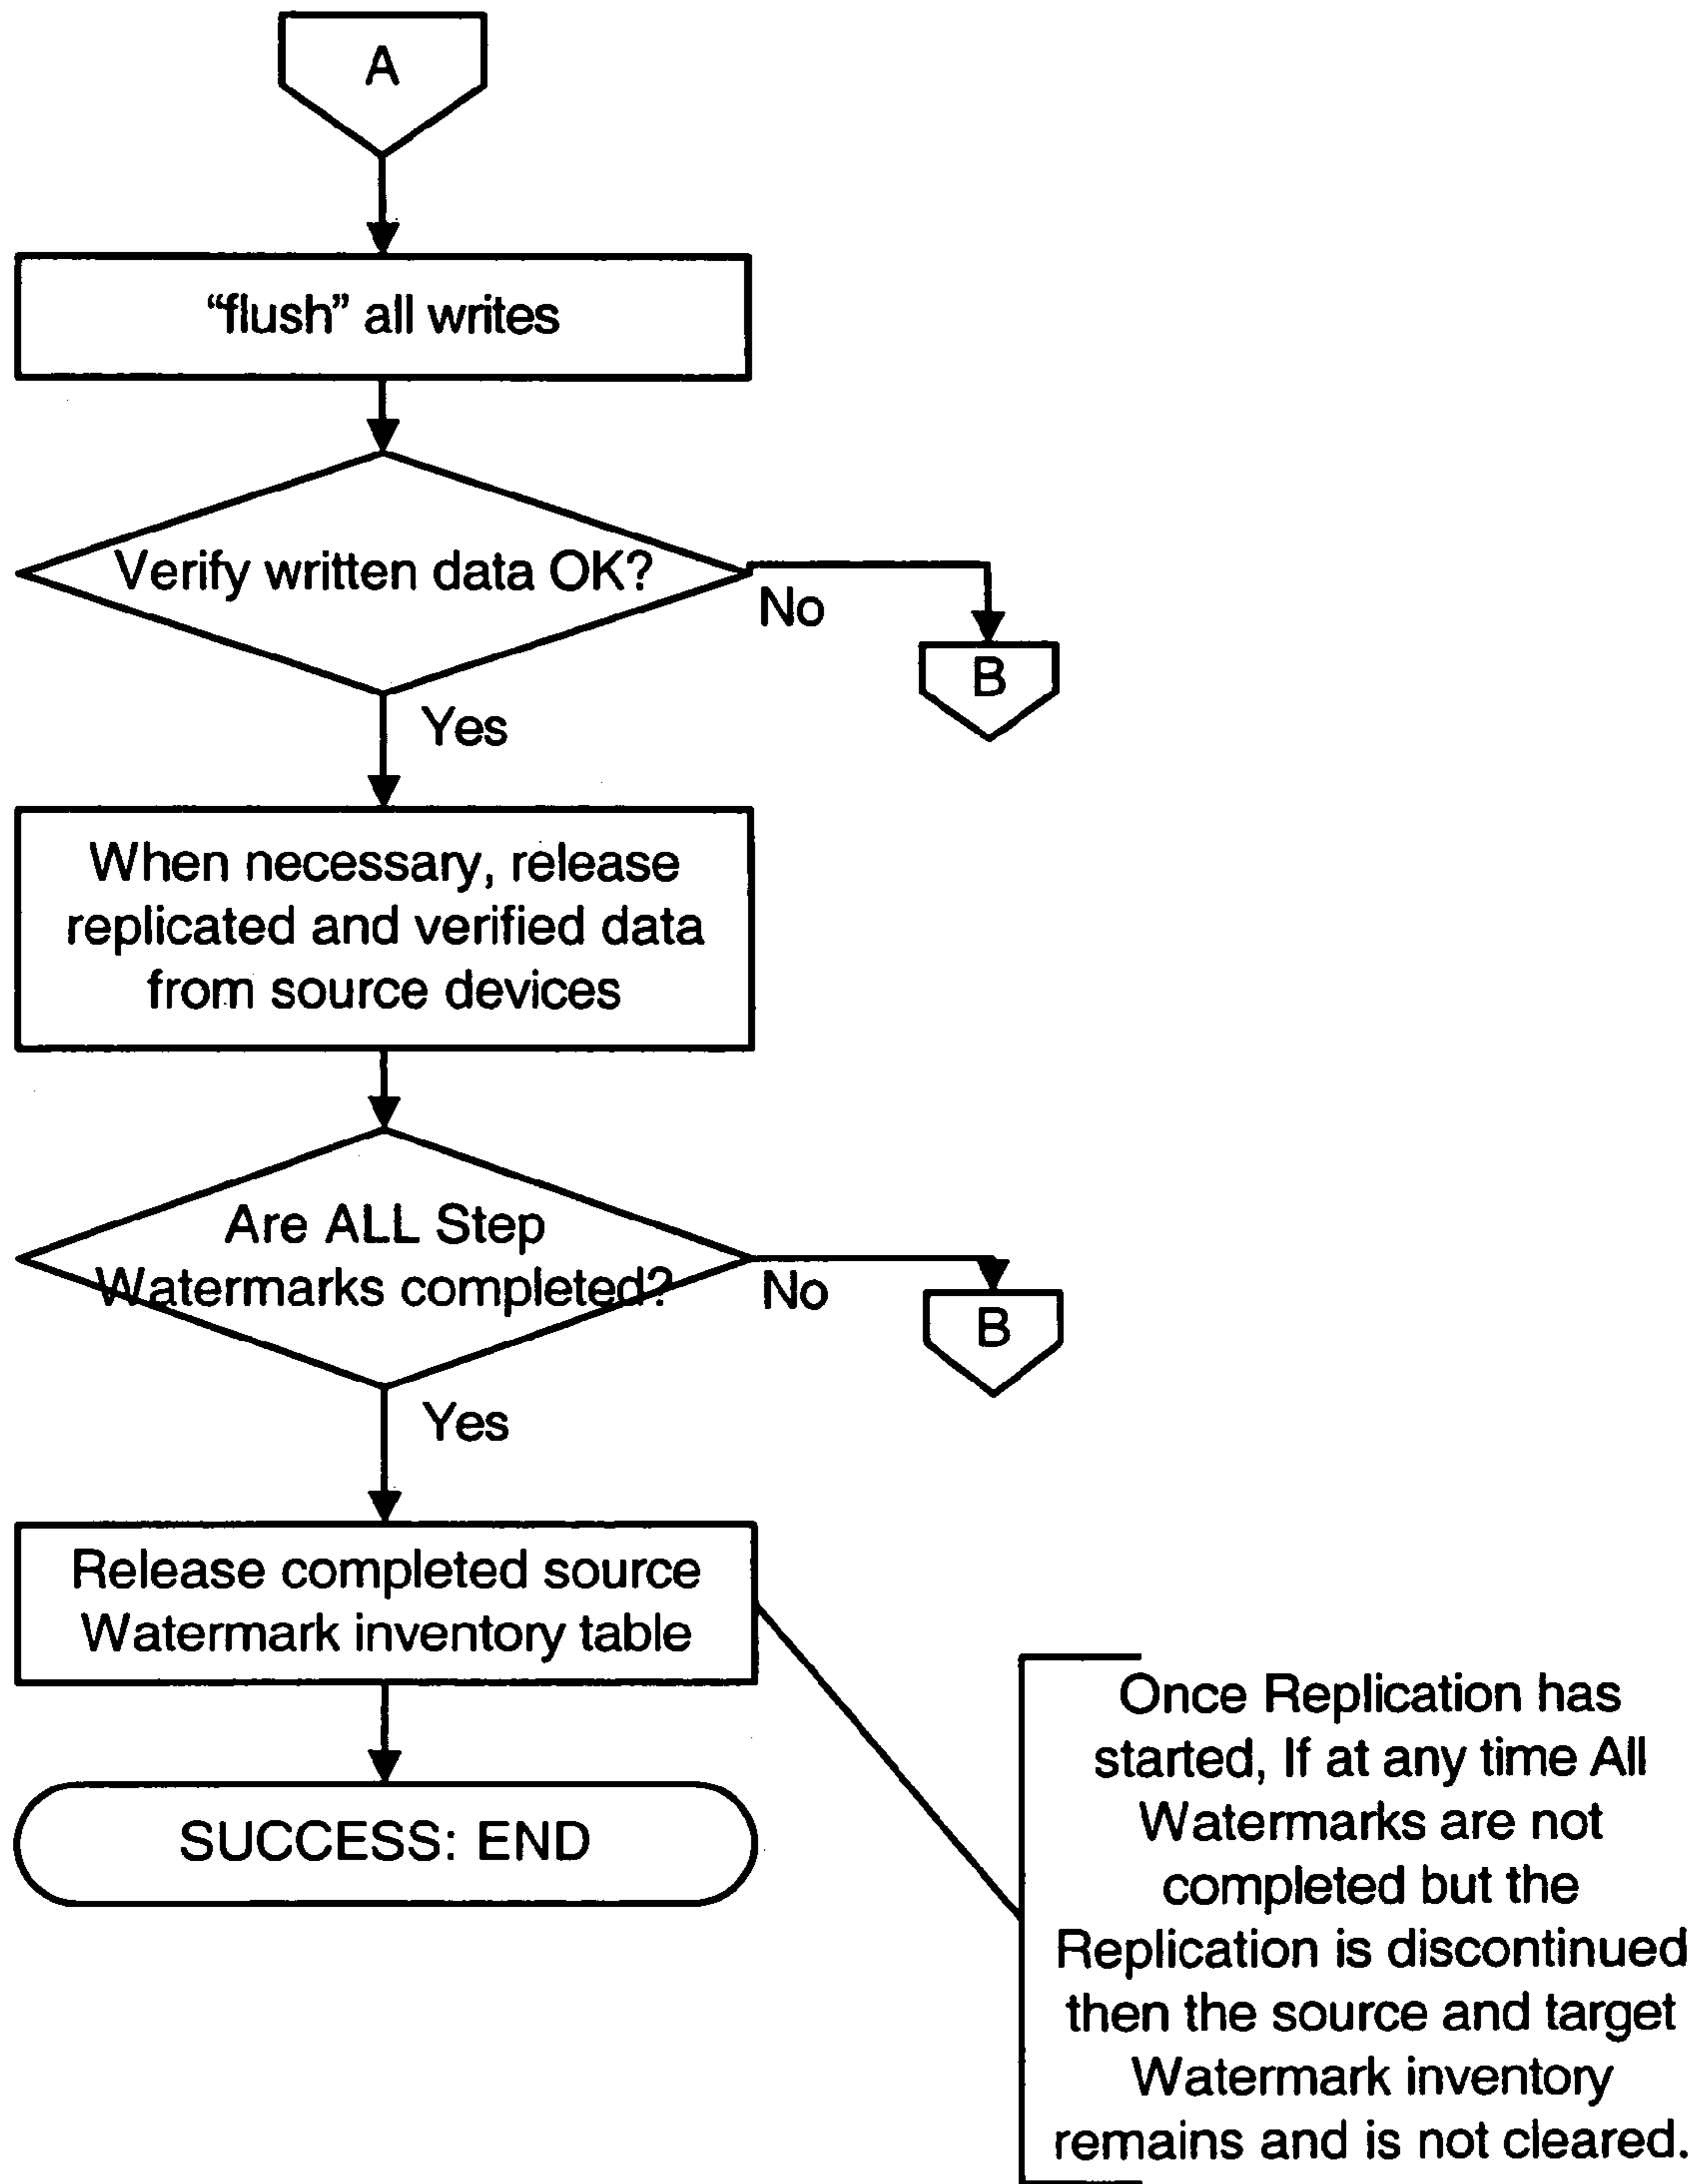 A
“flush” all writes
Verify written data OK?
No
B
Yes
When necessary, release
replicated and verified data
from source devices
Are ALL Step
Watermarks completed?
No
B
Yes
Release completed source
Watermark inventory table
SUCCESS: END
Once Replication has
started, If at any time All
Watermarks are not
completed but the
Replication is discontinued
then the source and target
Watermark inventory
remains and is not cleared.